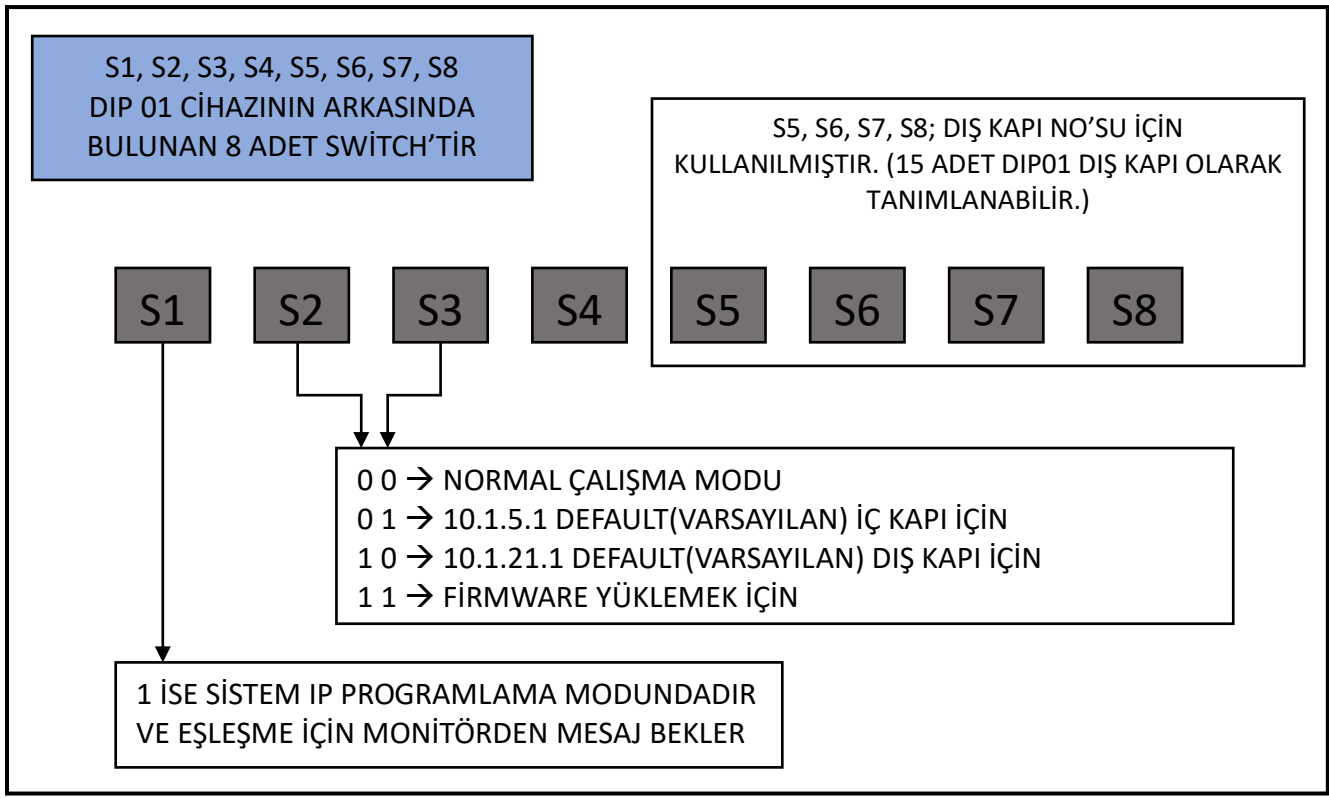 S1, S2, S3, S4, S5, S6, S7, S8
DIP 01 CİHAZININ ARKASINDA
BULUNAN 8 ADET SWİTCH’TİR
S5, S6, S7, S8; DIŞ KAPI NO’SU İÇİN
KULLANILMIŞTIR. (15 ADET DIP01 DIŞ KAPI OLARAK
TANIMLANABİLİR.)
S1 S2 S3 S4 S5 S6 S7 S8
0 0 → NORMAL ÇALIŞMA MODU
0 1 → 10.1.5.1 DEFAULT(VARSAYILAN) İÇ KAPI İÇİN
1 0 → 10.1.21.1 DEFAULT(VARSAYILAN) DIŞ KAPI İÇİN
1 1 → FİRMWARE YÜKLEMEK İÇİN
1 İSE SİSTEM IP PROGRAMLAMA MODUNDADIR
VE EŞLEŞME İÇİN MONİTÖRDEN MESAJ BEKLER